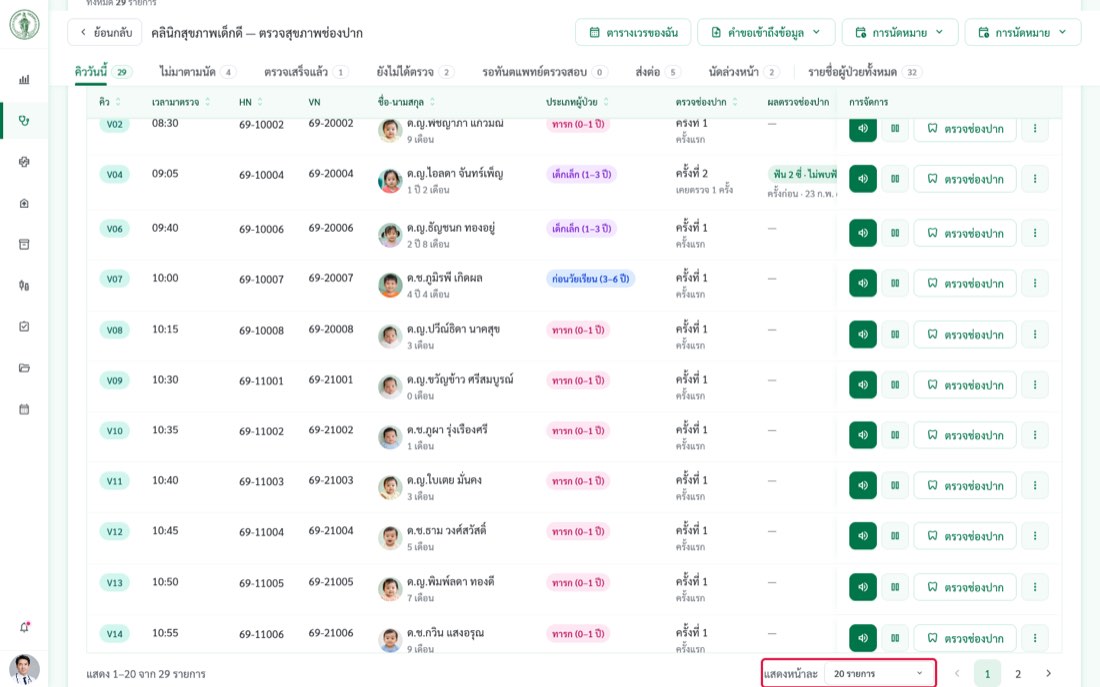 ทั้งหมด 29 รายการ
ย้อนกลับ คลินิกสุขภาพเด็กดี — ตรวจสุขภาพช่องปาก ตารางเวรของฉัน คำขอเข้าถึงข้อมูล การนัดหมาย การนัดหมาย
คิววันนี้ 29 ไม่มาตามนัด 4 ตรวจเสร็จแล้ว 1 ยังไม่ได้ตรวจ 2 รอทันตแพทย์ตรวจสอบ 0 ส่งต่อ 5 นัดล่วงหน้า 2 รายชื่อผู้ป่วยทั้งหมด 32
คิว เวลามาตรวจ HN VN ชื่อ-นามสกุล ประเภทผู้ป่วย ตรวจช่องปาก ผลตรวจช่องปาก การจัดการ
V02 08:30 69-10002 69-20002 ด.ญ.พิชญาภา แก้วมณี ทารก (0–1 ปี) ครั้งที่ 1 — ตรวจช่องปาก
9 เดือน ครั้งแรก
V04 09:05 69-10004 69-20004 ด.ญ.ไอลดา จันทร์เพ็ญ เด็กเล็ก (1–3 ปี) ครั้งที่ 2 ฟัน 2 ซี่ · ไม่พบฟั ตรวจช่องปาก
1 ปี 2 เดือน เคยตรวจ 1 ครั้ง ครั้งก่อน · 23 ก.พ.
V06 09:40 69-10006 69-20006 ด.ญ.ธัญชนก ทองอยู่ เด็กเล็ก (1–3 ปี) ครั้งที่ 1 — ตรวจช่องปาก
2 ปี 8 เดือน ครั้งแรก
V07 10:00 69-10007 69-20007 ด.ช.ภูมิรพี เกิดผล ก่อนวัยเรียน (3–6 ปี) ครั้งที่ 1 — ตรวจช่องปาก
4 ปี 4 เดือน ครั้งแรก
V08 10:15 69-10008 69-20008 ด.ญ.ปวีณ์ธิดา นาคสุข ทารก (0–1 ปี) ครั้งที่ 1 — ตรวจช่องปาก
3 เดือน ครั้งแรก
V09 10:30 69-11001 69-21001 ด.ญ.ขวัญข้าว ศรีสมบูรณ์ ทารก (0–1 ปี) ครั้งที่ 1 — ตรวจช่องปาก
0 เดือน ครั้งแรก
V10 10:35 69-11002 69-21002 ด.ช.ภูผา รุ่งเรืองศรี ทารก (0–1 ปี) ครั้งที่ 1 — ตรวจช่องปาก
1 เดือน ครั้งแรก
V11 10:40 69-11003 69-21003 ด.ญ.ใบเตย มั่นคง ทารก (0–1 ปี) ครั้งที่ 1 — ตรวจช่องปาก
3 เดือน ครั้งแรก
V12 10:45 69-11004 69-21004 ด.ช.ธาม วงศ์สวัสดิ์ ทารก (0–1 ปี) ครั้งที่ 1 — ตรวจช่องปาก
5 เดือน ครั้งแรก
V13 10:50 69-11005 69-21005 ด.ญ.พิมพ์ลดา ทองดี ทารก (0–1 ปี) ครั้งที่ 1 — ตรวจช่องปาก
7 เดือน ครั้งแรก
V14 10:55 69-11006 69-21006 ด.ช.กวิน แสงอรุณ ทารก (0–1 ปี) ครั้งที่ 1 — ตรวจช่องปาก
9 เดือน ครั้งแรก
แสดง 1–20 จาก 29 รายการ แสดงหน้าละ 20 รายการ 1 2